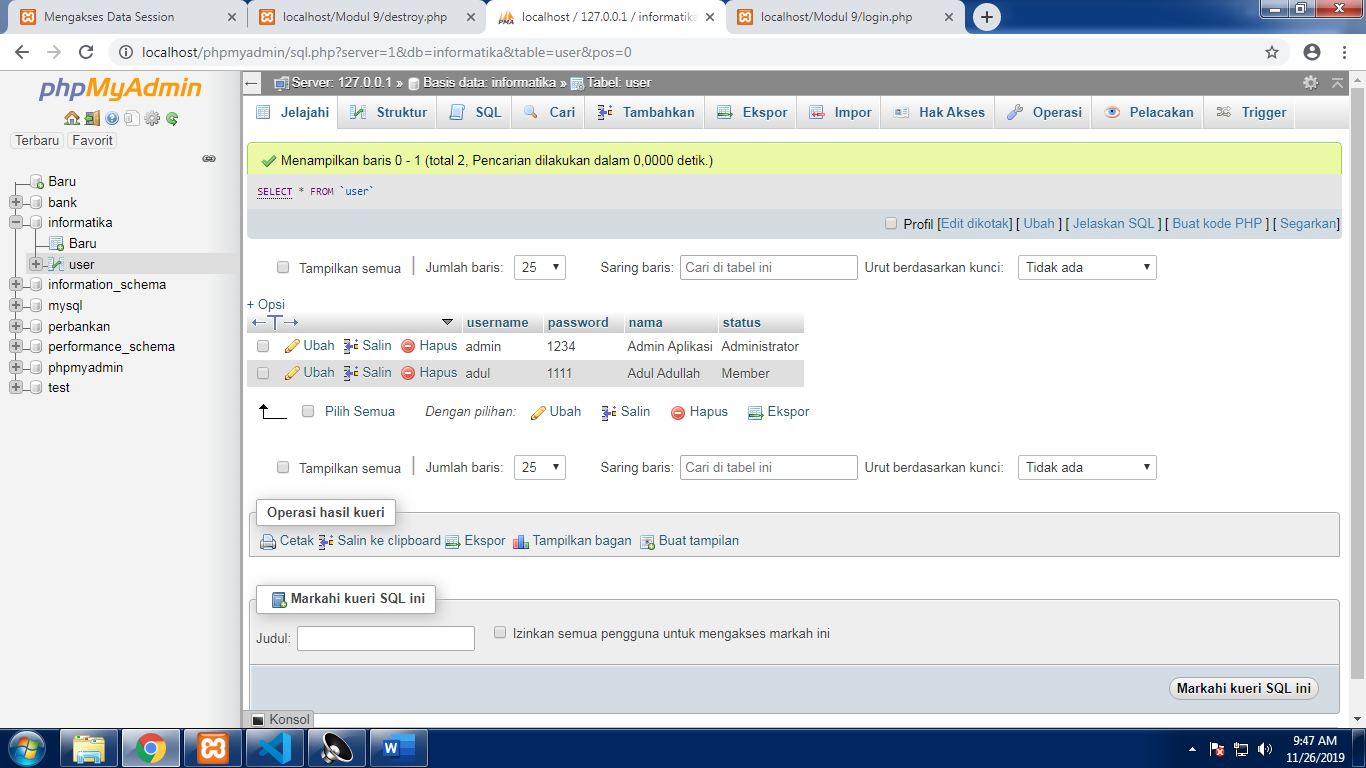 Mengakses Data Session
localhost/Modul 9/destroy.php
localhost / 127.0.0.1 / informatika
localhost/Modul 9/login.php
localhost/phpmyadmin/sql.php?server=1&db=informatika&table=user&pos=0
phpMyAdmin
Terbaru Favorit
Baru
bank
informatika
Baru
user
information_schema
mysql
perbankan
performance_schema
phpmyadmin
test
Server: 127.0.0.1 » Basis data: informatika » Tabel: user
Jelajahi Struktur SQL Cari Tambahkan Ekspor Impor Hak Akses Operasi Pelacakan Trigger
Menampilkan baris 0 - 1 (total 2, Pencarian dilakukan dalam 0,0000 detik.)
SELECT * FROM `user`
Profil [Edit dikotak] [ Ubah ] [ Jelaskan SQL ] [ Buat kode PHP ] [ Segarkan]
Tampilkan semua | Jumlah baris: 25 Saring baris: Cari di tabel ini Urut berdasarkan kunci: Tidak ada
+ Opsi
←T→ username password nama status
Ubah Salin Hapus admin 1234 Admin Aplikasi Administrator
Ubah Salin Hapus adul 1111 Adul Adullah Member
Pilih Semua Dengan pilihan: Ubah Salin Hapus Ekspor
Tampilkan semua | Jumlah baris: 25 Saring baris: Cari di tabel ini Urut berdasarkan kunci: Tidak ada
Operasi hasil kueri
Cetak Salin ke clipboard Ekspor Tampilkan bagan Buat tampilan
Markahi kueri SQL ini
Judul: Izinkan semua pengguna untuk mengakses markah ini
Markahi kueri SQL ini
Konsol
9:47 AM
11/26/2019